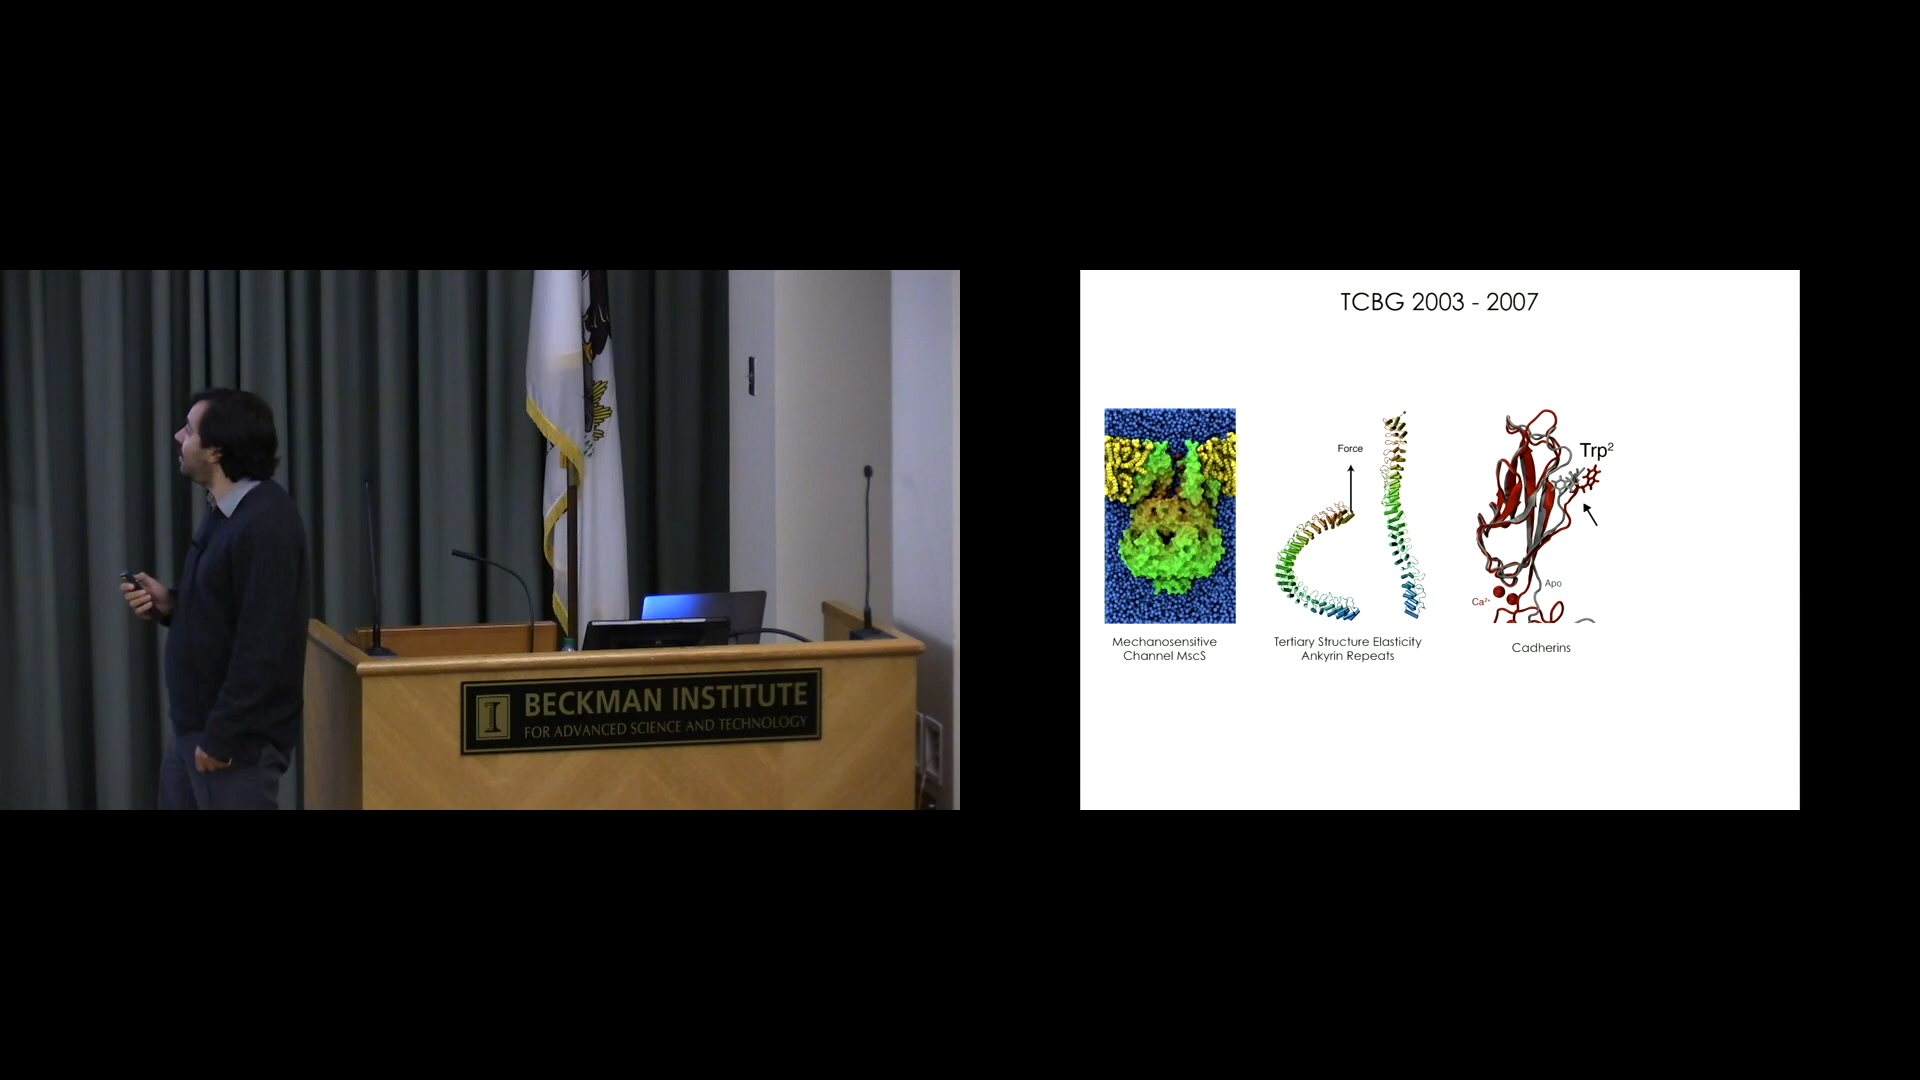 BECKMAN INSTITUTE
FOR ADVANCED SCIENCE AND TECHNOLOGY
TCBG 2003 - 2007
Force
Trp²
Apo
Ca²⁺
Mechanosensitive
Channel MscS
Tertiary Structure Elasticity
Ankyrin Repeats
Cadherins